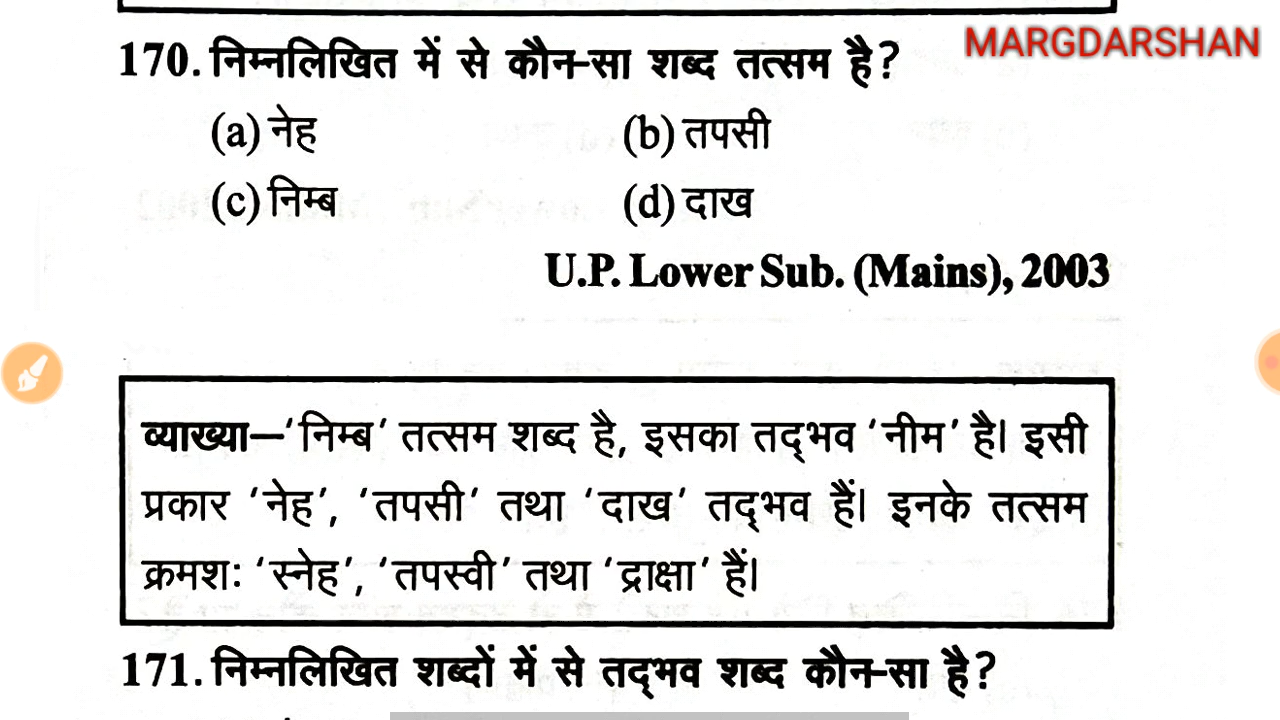 MARGDARSHAN
170. निम्नलिखित में से कौन-सा शब्द तत्सम है?
(a) नेह (b) तपसी
(c) निम्ब (d) दाख
U.P. Lower Sub. (Mains), 2003
व्याख्या–‘निम्ब’ तत्सम शब्द है, इसका तद्भव ‘नीम’ है। इसी
प्रकार ‘नेह’, ‘तपसी’ तथा ‘दाख’ तद्भव हैं। इनके तत्सम
क्रमशः ‘स्नेह’, ‘तपस्वी’ तथा ‘द्राक्षा’ हैं।
171. निम्नलिखित शब्दों में से तद्भव शब्द कौन-सा है?